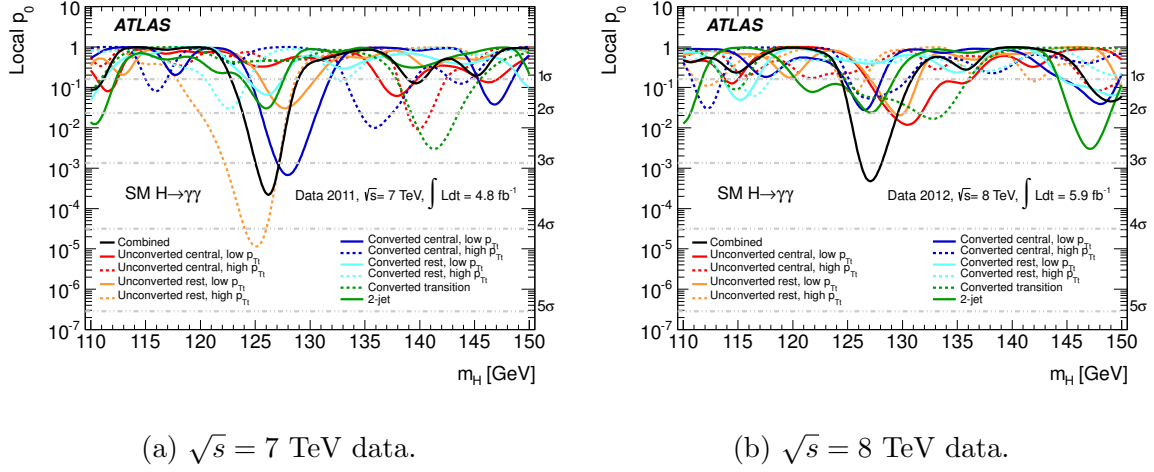 ATLAS
Local p0
1
10-1
10-2
10-3
10-4
10-5
10-6
10-7
1σ
2σ
3σ
4σ
5σ
SM H→γγ
Data 2011, √s= 7 TeV, ∫ Ldt = 4.8 fb-1
Combined
Unconverted central, low pTt
Unconverted central, high pTt
Unconverted rest, low pTt
Unconverted rest, high pTt
Converted central, low pTt
Converted central, high pTt
Converted rest, low pTt
Converted rest, high pTt
Converted transition
2-jet
110 115 120 125 130 135 140 145 150
mH [GeV]
(a) √s = 7 TeV data.
ATLAS
Local p0
1
10-1
10-2
10-3
10-4
10-5
10-6
10-7
1σ
2σ
3σ
4σ
5σ
SM H→γγ
Data 2012, √s= 8 TeV, ∫ Ldt = 5.9 fb-1
Combined
Unconverted central, low pTt
Unconverted central, high pTt
Unconverted rest, low pTt
Unconverted rest, high pTt
Converted central, low pTt
Converted central, high pTt
Converted rest, low pTt
Converted rest, high pTt
Converted transition
2-jet
110 115 120 125 130 135 140 145 150
mH [GeV]
(b) √s = 8 TeV data.